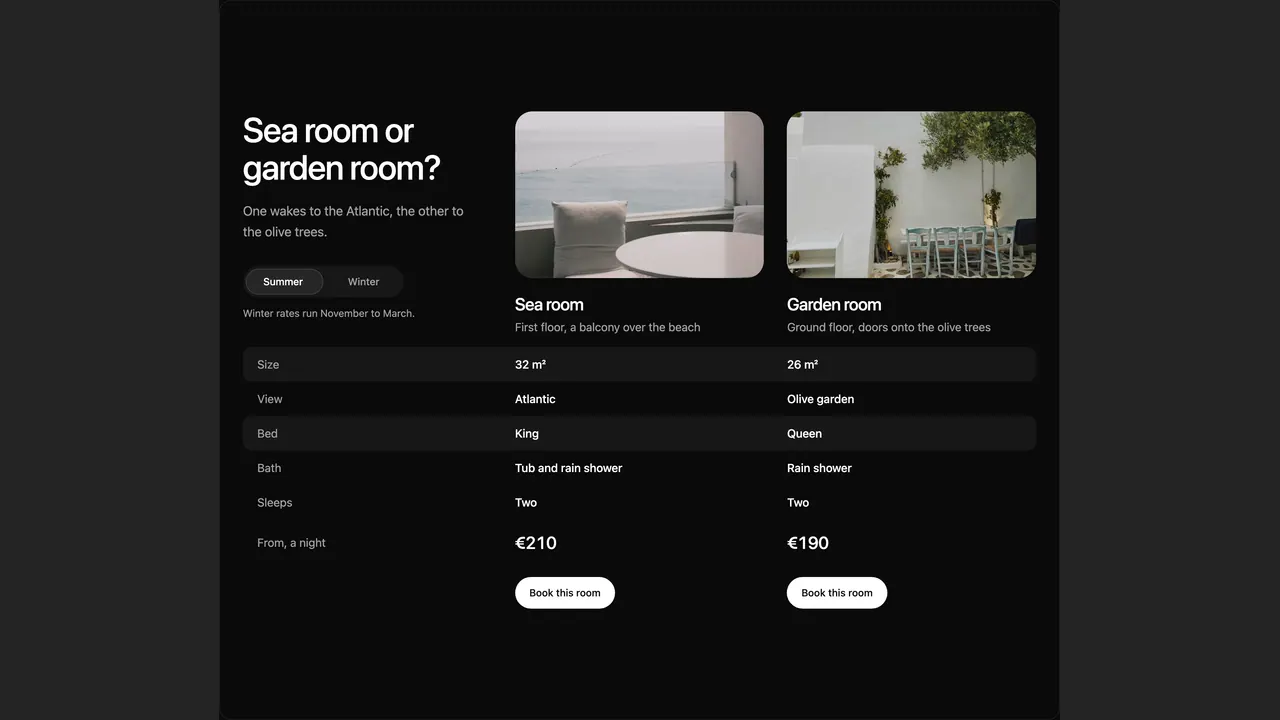 Sea room or
garden room?
One wakes to the Atlantic, the other to
the olive trees.
Summer Winter
Winter rates run November to March.
Sea room
First floor, a balcony over the beach
Garden room
Ground floor, doors onto the olive trees
Size 32 m² 26 m²
View Atlantic Olive garden
Bed King Queen
Bath Tub and rain shower Rain shower
Sleeps Two Two
From, a night €210 €190
Book this room Book this room